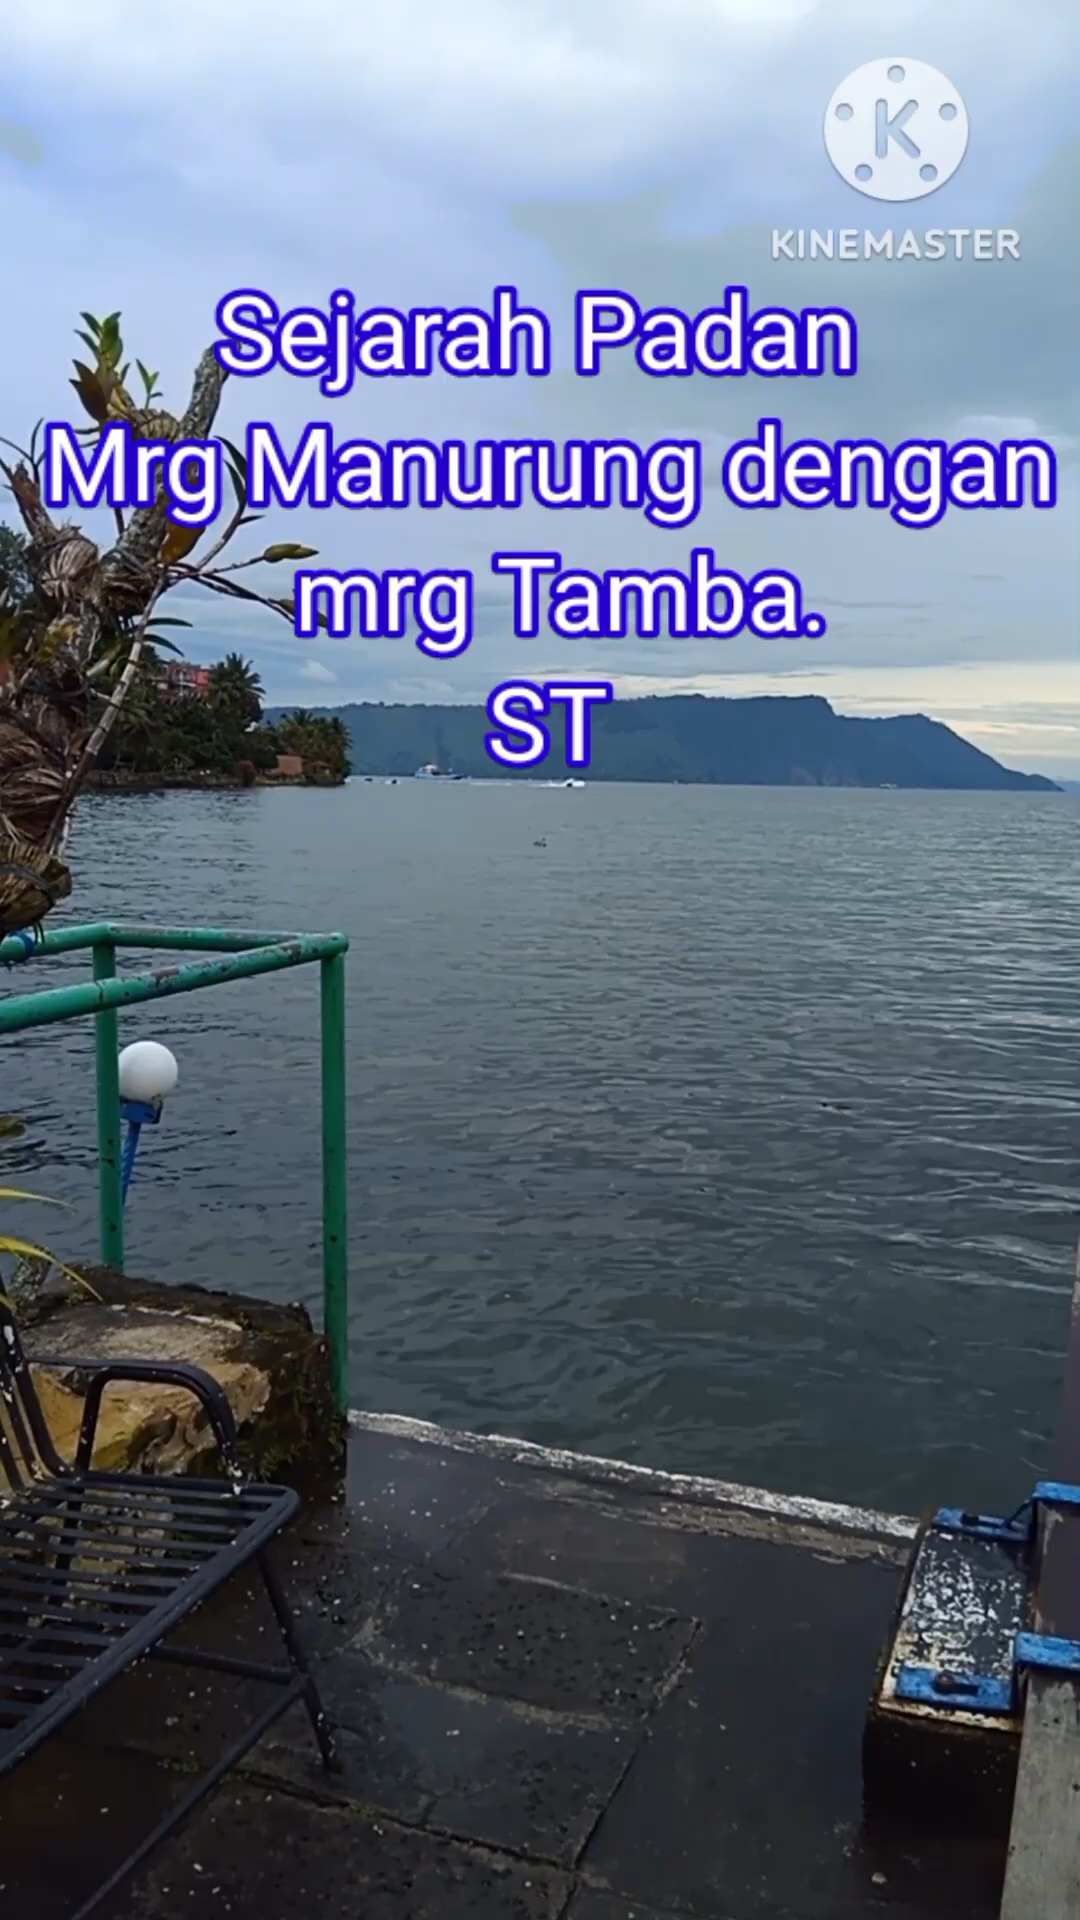 K
KINEMASTER
Sejarah Padan
Mrg Manurung dengan
mrg Tamba.
ST